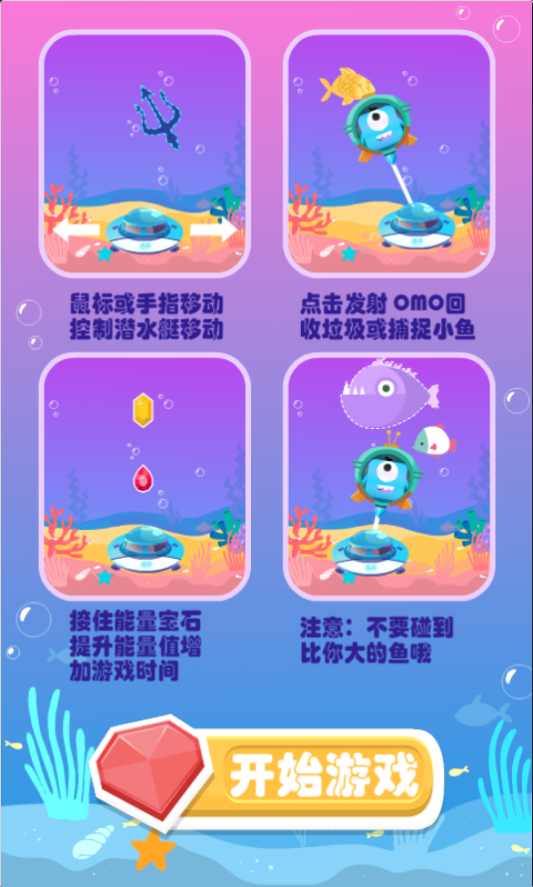 鼠标或手指移动
控制潜水艇移动
点击发射 OMO回
收垃圾或捕捉小鱼
接住能量宝石
提升能量值增
加游戏时间
注意：不要碰到
比你大的鱼哦
开始游戏